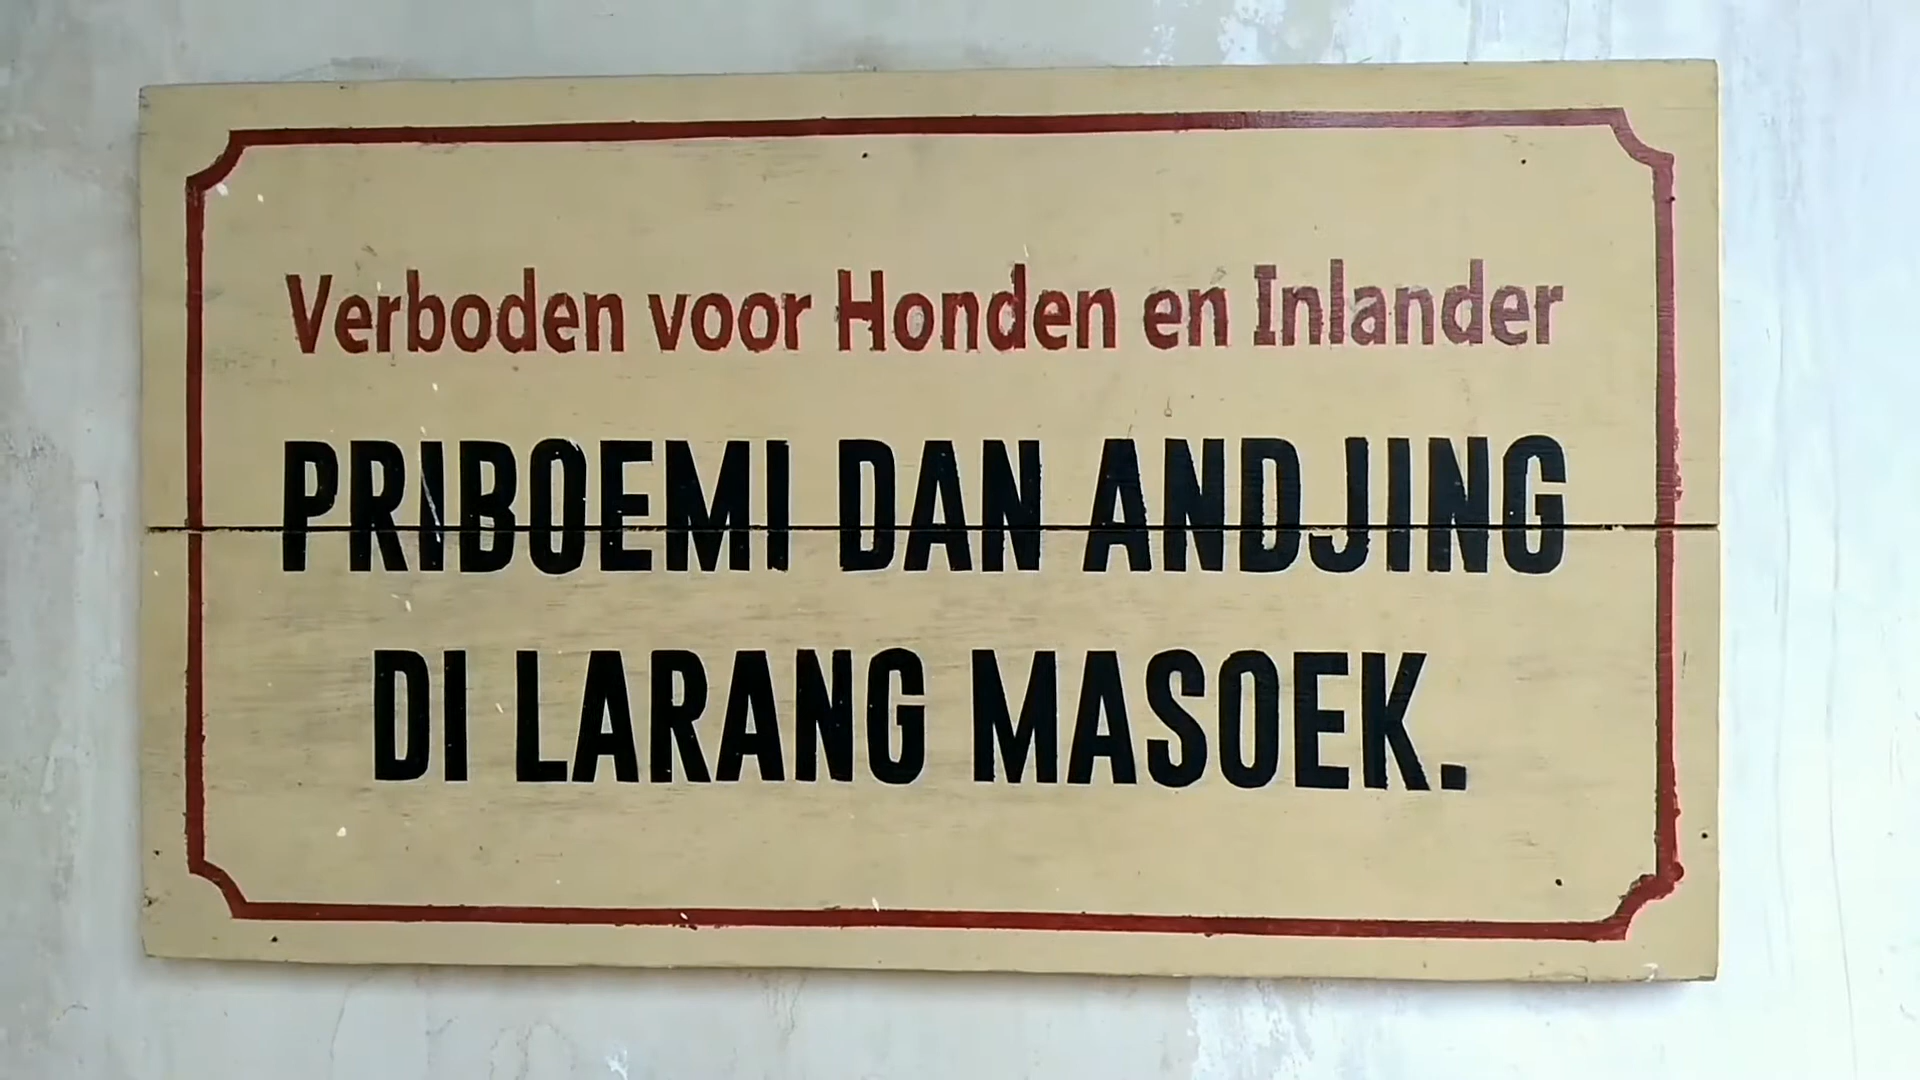 Verboden voor Honden en Inlander
PRIBOEMI DAN ANDJING
DI LARANG MASOEK.